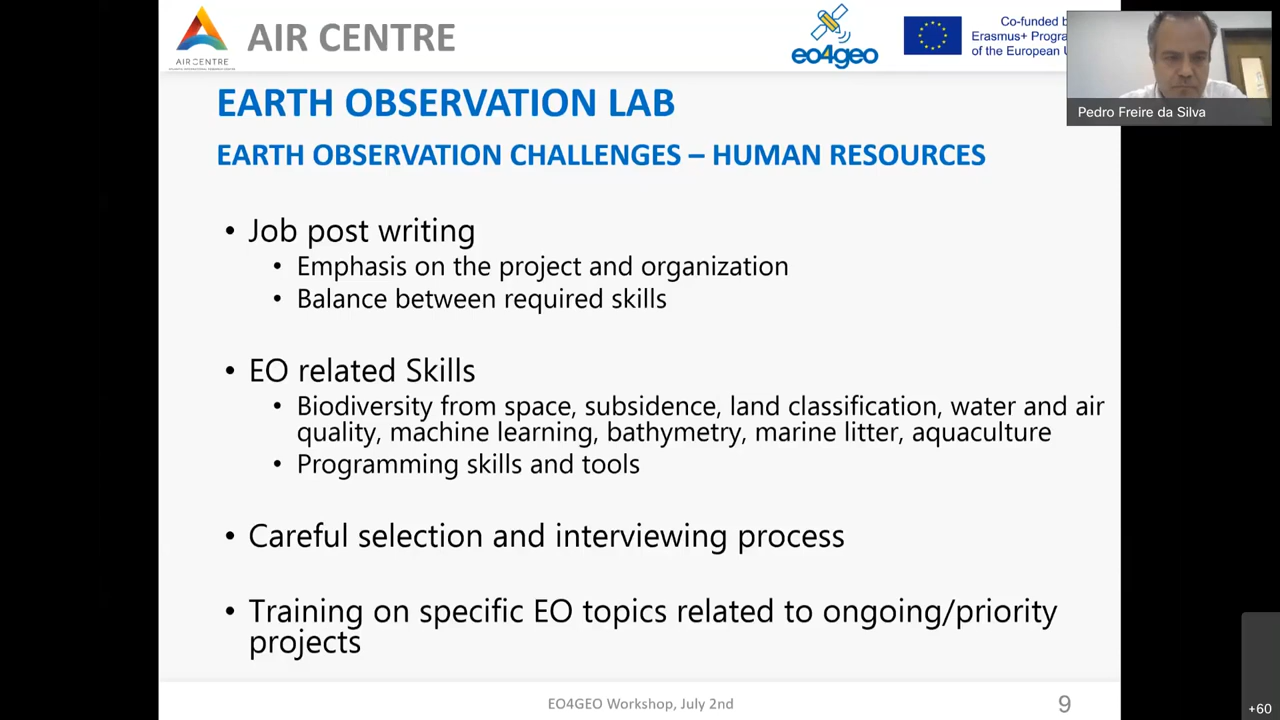 AIR CENTRE
AIRCENTRE
eo4geo
Co-funded b
Erasmus+ Progra
of the European
Pedro Freire da Silva
EARTH OBSERVATION LAB
EARTH OBSERVATION CHALLENGES – HUMAN RESOURCES
• Job post writing
• Emphasis on the project and organization
• Balance between required skills
• EO related Skills
• Biodiversity from space, subsidence, land classification, water and air
quality, machine learning, bathymetry, marine litter, aquaculture
• Programming skills and tools
• Careful selection and interviewing process
• Training on specific EO topics related to ongoing/priority
projects
EO4GEO Workshop, July 2nd
9
+60